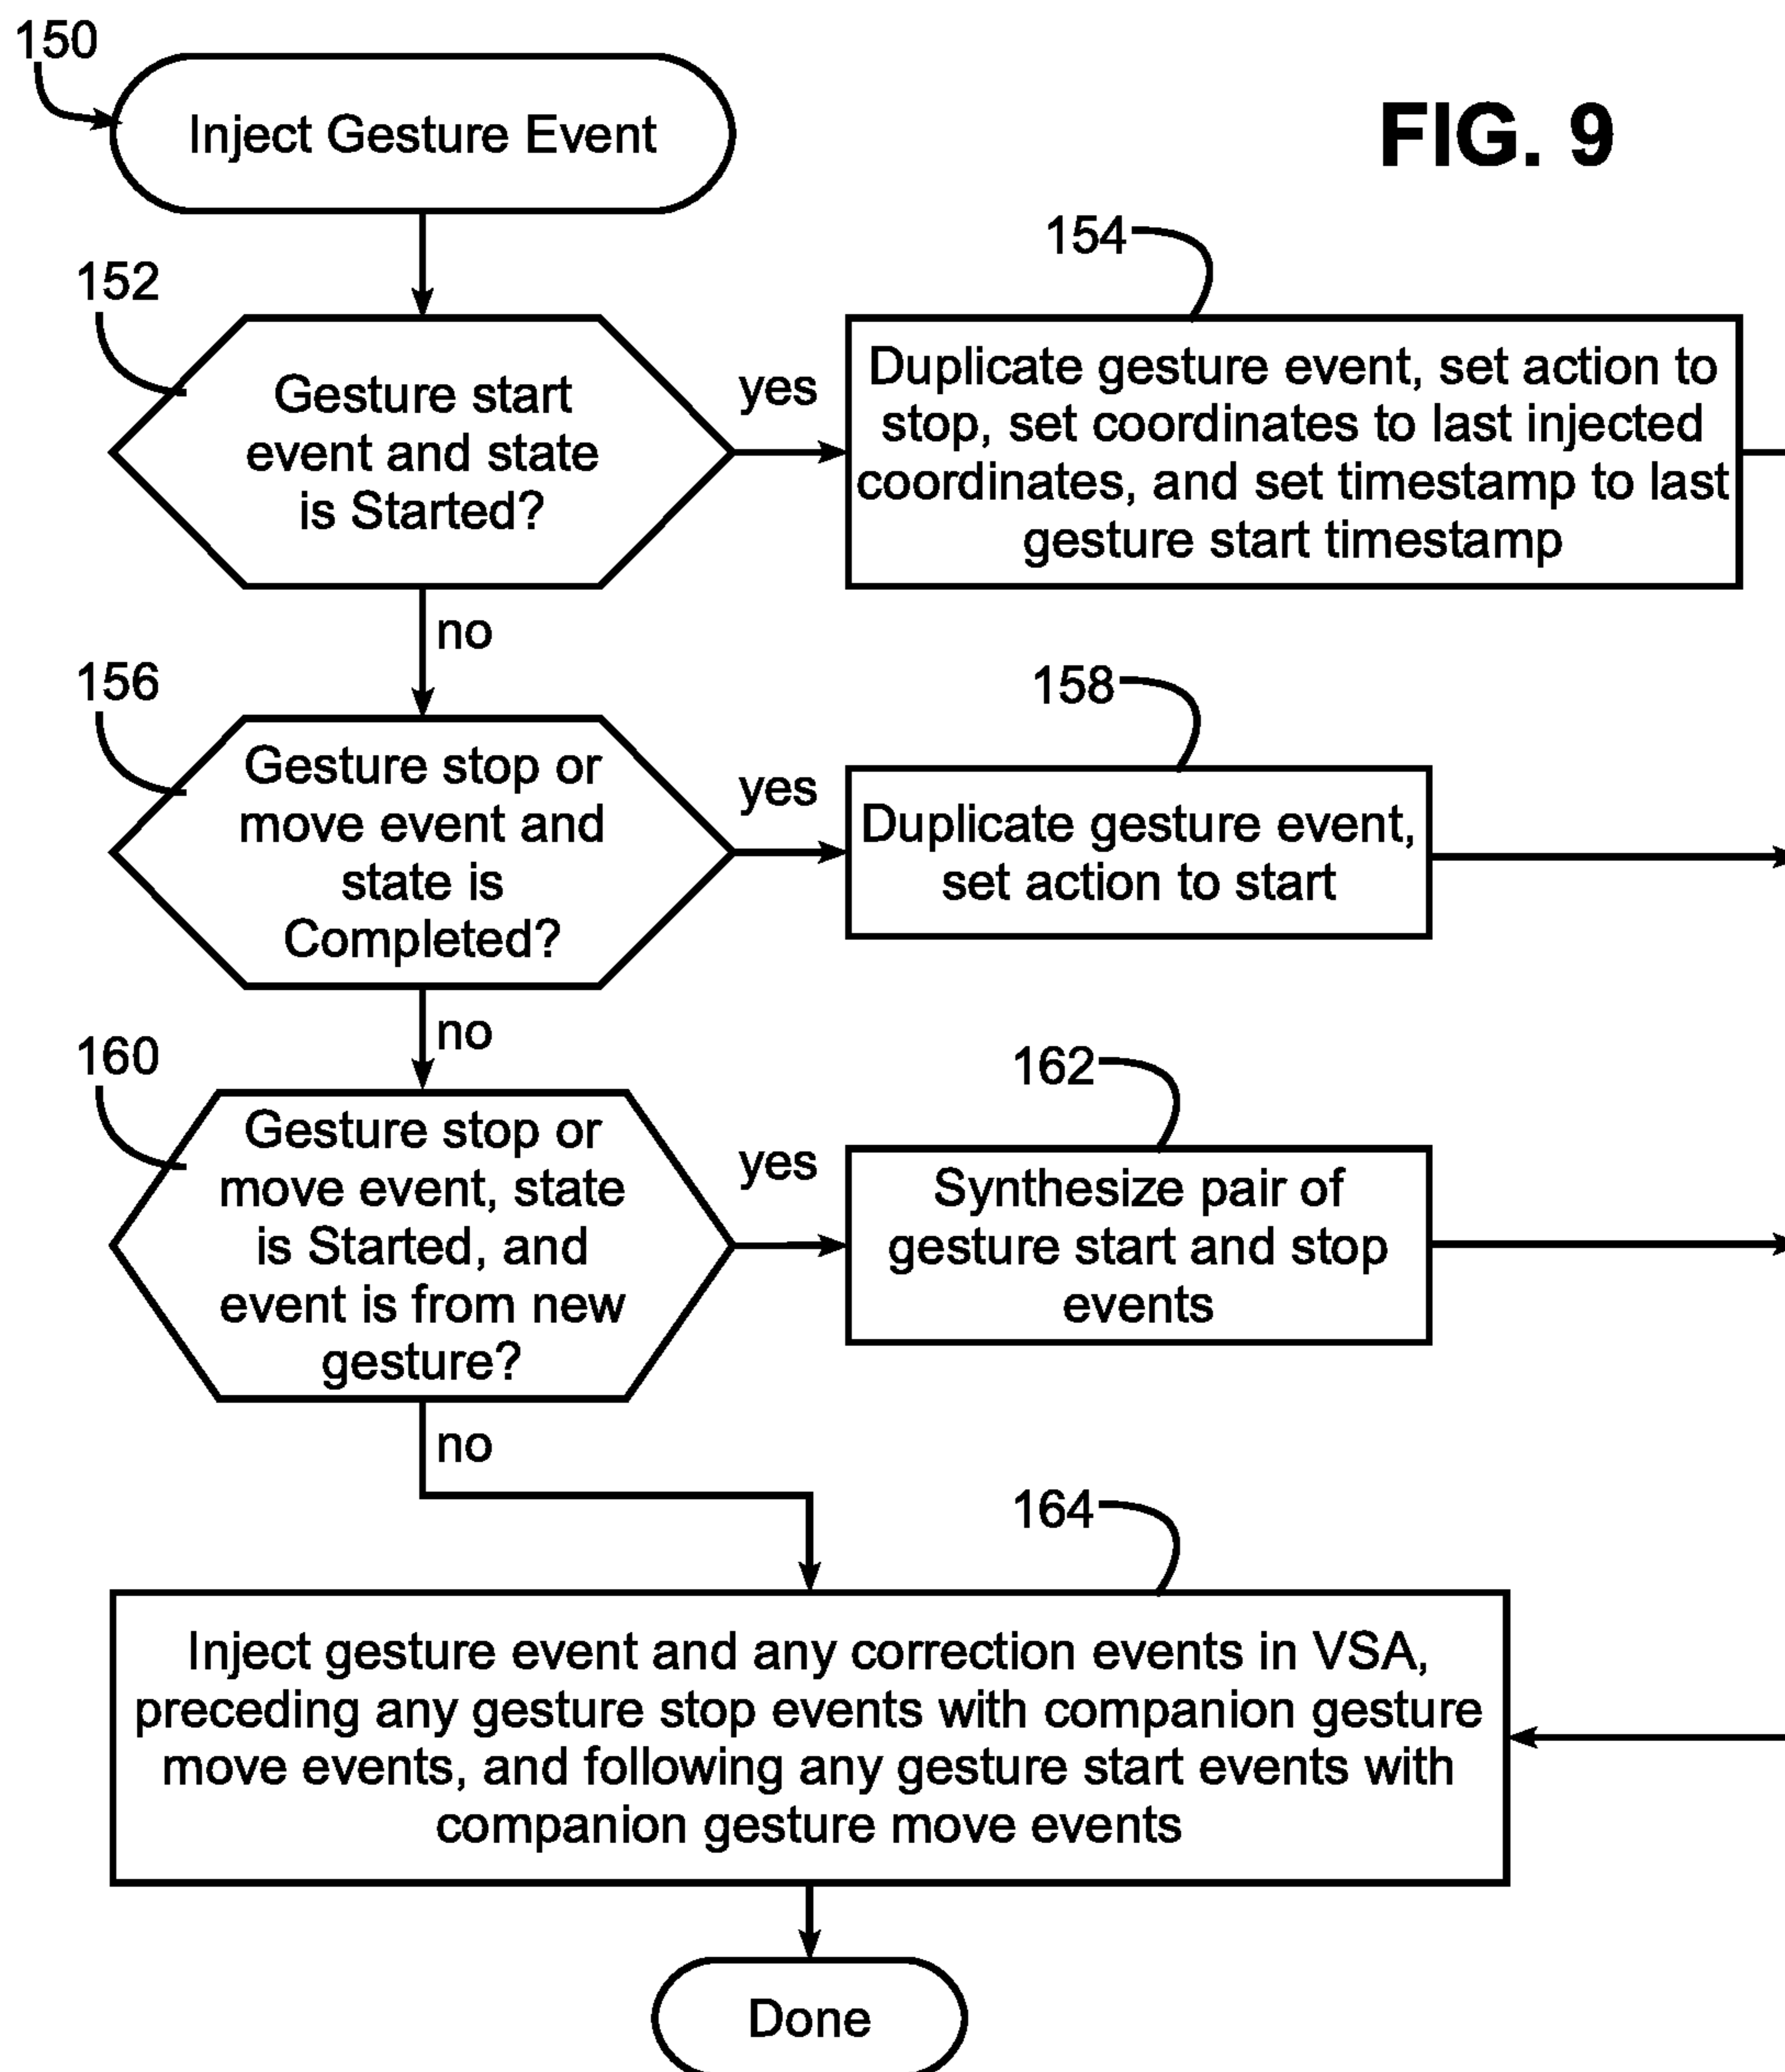 150
Inject Gesture Event
FIG. 9
152
Gesture start
event and state
is Started?
yes
154
Duplicate gesture event, set action to
stop, set coordinates to last injected
coordinates, and set timestamp to last
gesture start timestamp
no
156
Gesture stop or
move event and
state is
Completed?
yes
158
Duplicate gesture event,
set action to start
no
160
Gesture stop or
move event, state
is Started, and
event is from new
gesture?
yes
162
Synthesize pair of
gesture start and stop
events
no
164
Inject gesture event and any correction events in VSA,
preceding any gesture stop events with companion gesture
move events, and following any gesture start events with
companion gesture move events
Done